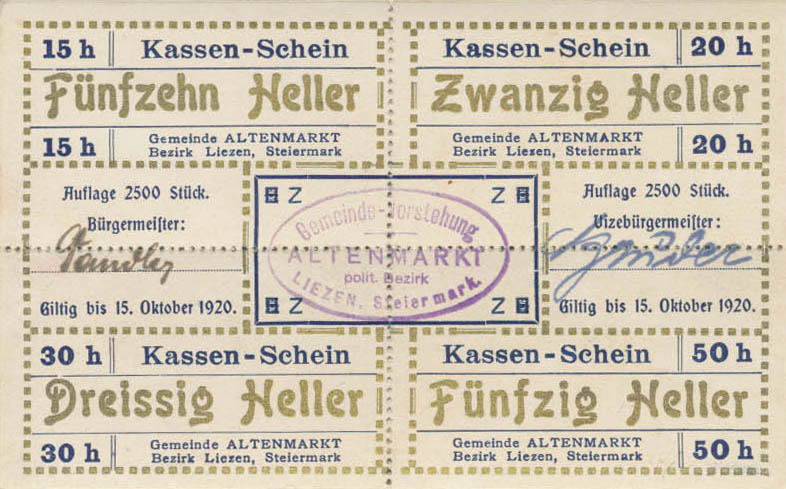 15 h Kassen-Schein
Fünfzehn Heller
15 h Gemeinde ALTENMARKT
Bezirk Liezen, Steiermark
Kassen-Schein 20 h
Zwanzig Heller
Gemeinde ALTENMARKT 20 h
Bezirk Liezen, Steiermark
Auflage 2500 Stück.
Bürgermeister:
Giltig bis 15. Oktober 1920.
Z Z
Gemeinde-Vorstehung
ALTENMARKT
polit. Bezirk
LIEZEN, Steiermark.
Z Z
Auflage 2500 Stück.
Vizebürgermeister:
Giltig bis 15. Oktober 1920.
30 h Kassen-Schein
Dreissig Heller
30 h Gemeinde ALTENMARKT
Bezirk Liezen, Steiermark
Kassen-Schein 50 h
Fünfzig Heller
Gemeinde ALTENMARKT 50 h
Bezirk Liezen, Steiermark